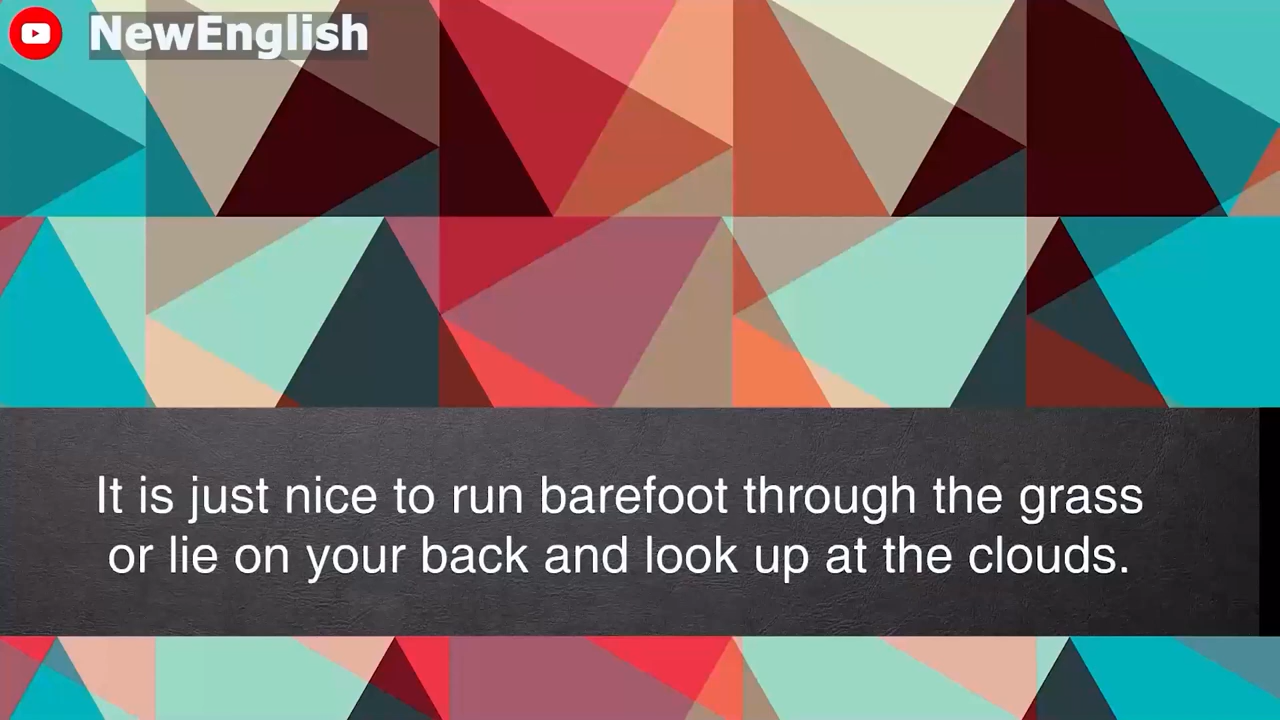 NewEnglish
It is just nice to run barefoot through the grass
or lie on your back and look up at the clouds.